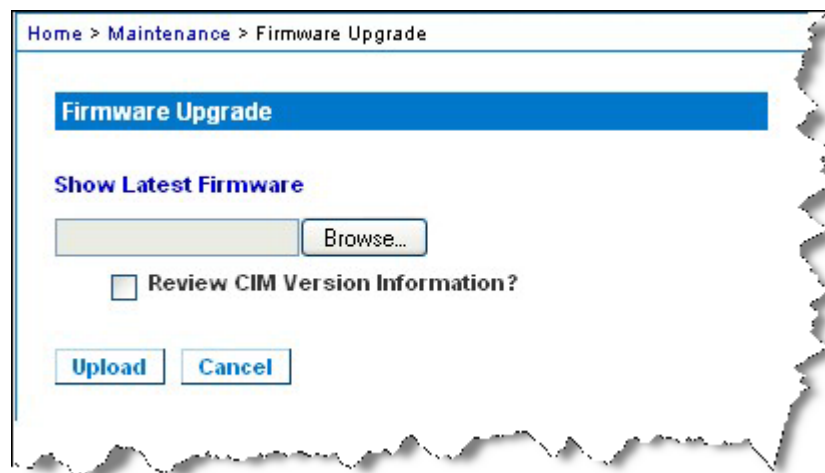 Home > Maintenance > Firmware Upgrade
Firmware Upgrade
Show Latest Firmware
Browse...
Review CIM Version Information?
Upload Cancel